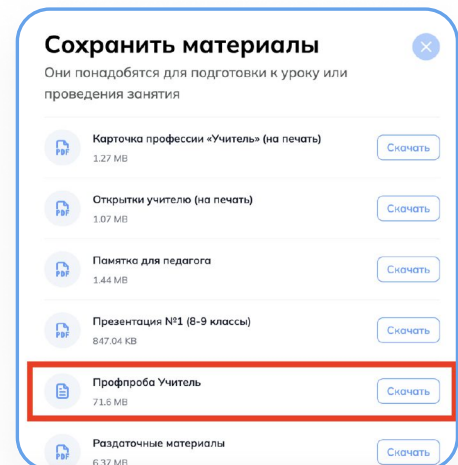 Сохранить материалы
Они понадобятся для подготовки к уроку или
проведения занятия
PDF
Карточка профессии «Учитель» (на печать)
1.27 MB
Скачать
PDF
Открытки учителю (на печать)
1.07 MB
Скачать
PDF
Памятка для педагога
1.44 MB
Скачать
PDF
Презентация №1 (8-9 классы)
847.04 KB
Скачать
Профпроба Учитель
71.6 MB
Скачать
PDF
Раздаточные материалы
6.37 MB
Скачать